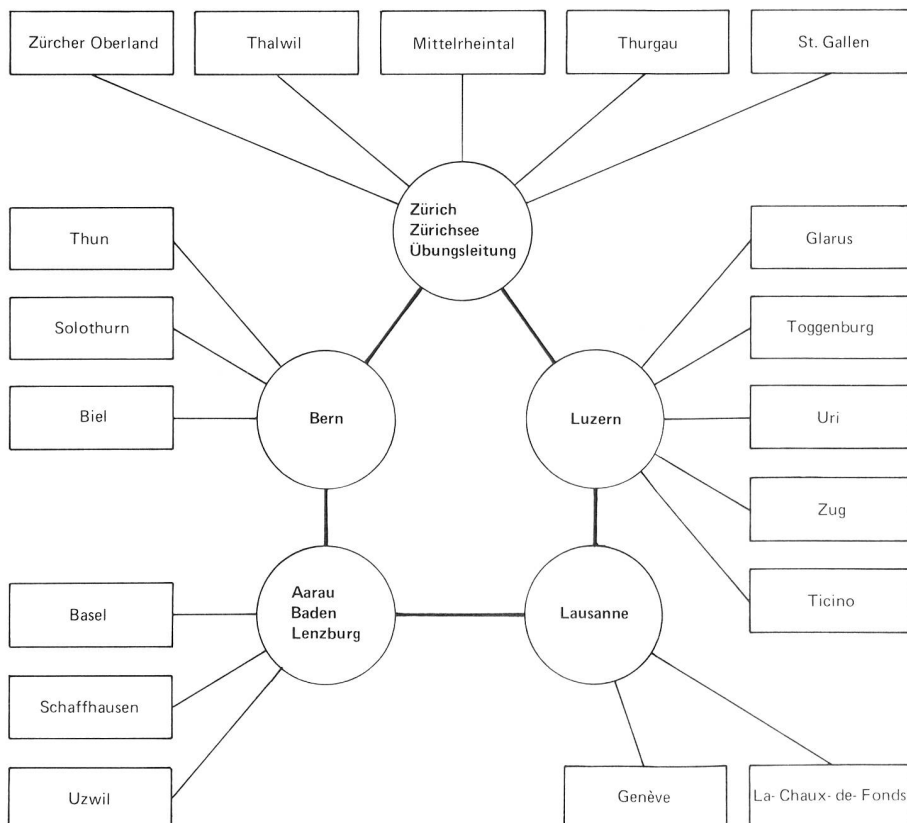 Zürcher Oberland
Thalwil
Mittelrheintal
Thurgau
St. Gallen
Zürich
Zürichsee
Übungsleitung
Thun
Solothurn
Biel
Bern
Luzern
Glarus
Toggenburg
Uri
Zug
Ticino
Aarau
Baden
Lenzburg
Lausanne
Basel
Schaffhausen
Uzwil
Genève
La-Chaux-de-Fonds